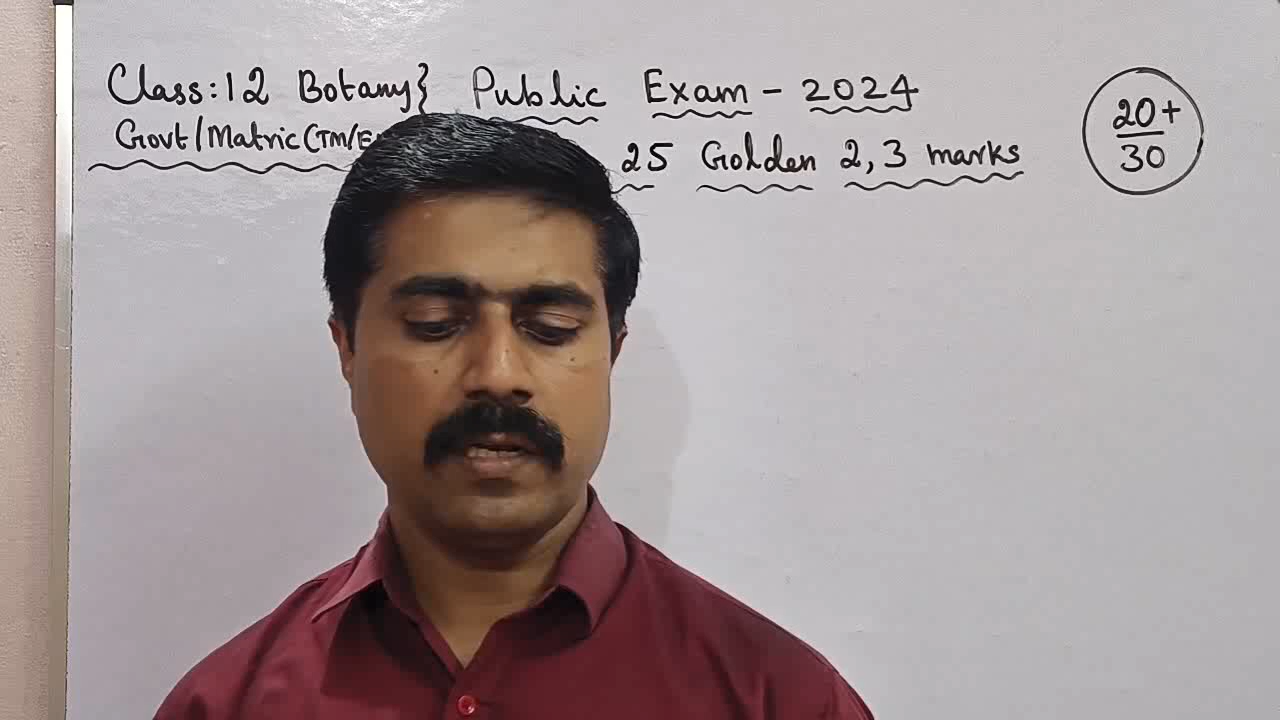 Class:12 Botany} Public Exam - 2024
Govt/Matric (TM/E
25 Golden 2,3 marks
20+
30